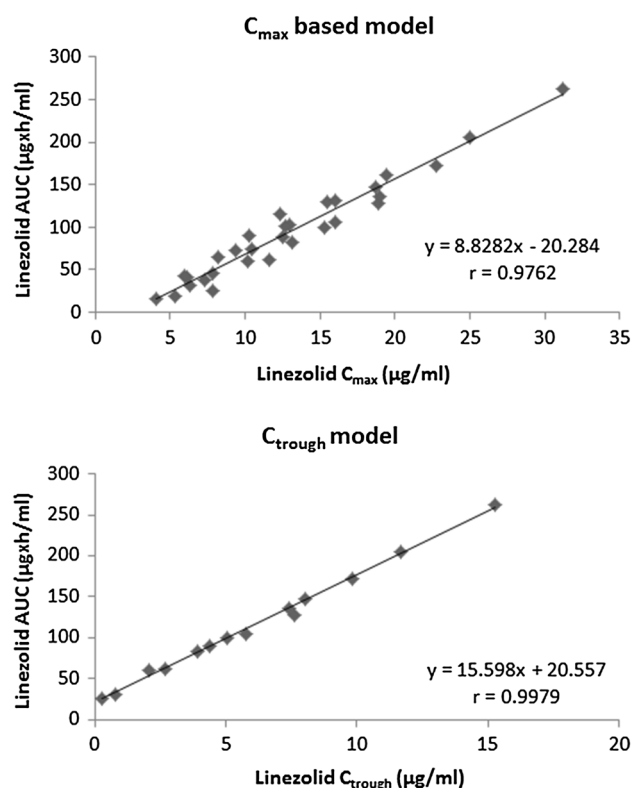 Cmax based model
300
250
200
150
100
50
0
Linezolid AUC (µgxh/ml)
y = 8.8282x - 20.284
r = 0.9762
0 5 10 15 20 25 30 35
Linezolid Cmax (µg/ml)
Ctrough model
300
250
200
150
100
50
0
Linezolid AUC (µgxh/ml)
y = 15.598x + 20.557
r = 0.9979
0 5 10 15 20
Linezolid Ctrough (µg/ml)